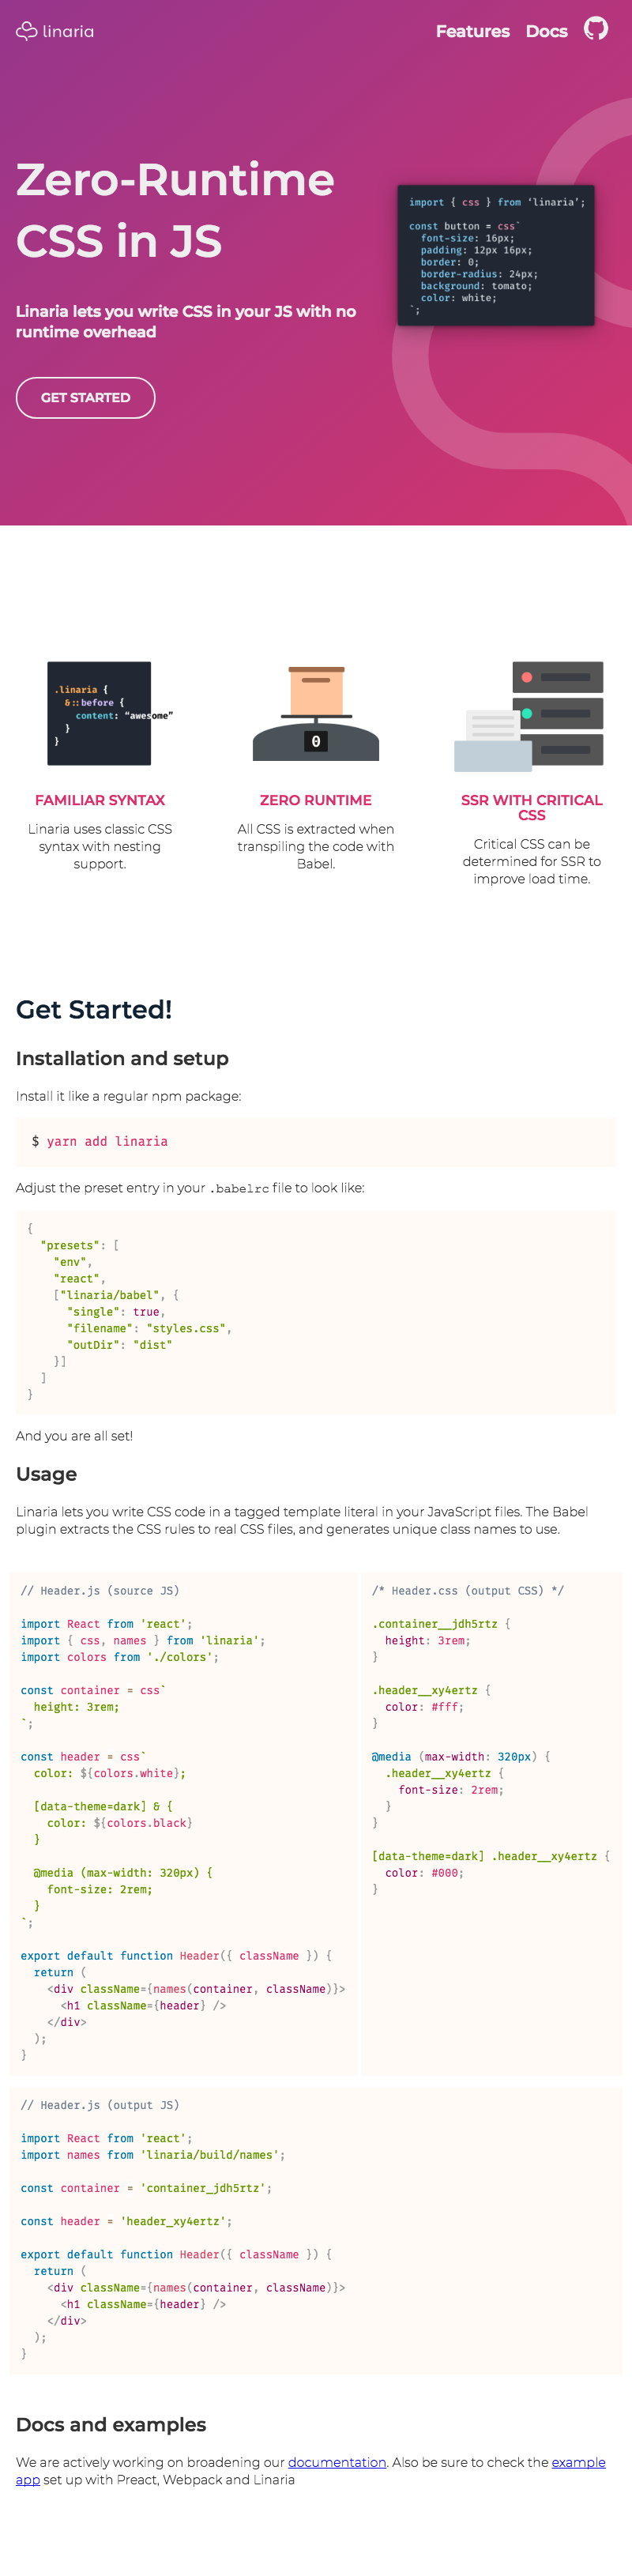 linaria
Features Docs
Zero-Runtime
CSS in JS
Linaria lets you write CSS in your JS with no
runtime overhead
GET STARTED
import { css } from ‘linaria’;
const button = css`
font-size: 16px;
padding: 12px 16px;
border: 0;
border-radius: 24px;
background: tomato;
color: white;
`;
.linaria {
&::before {
content: “awesome”
}
}
FAMILIAR SYNTAX
Linaria uses classic CSS
syntax with nesting
support.
0
ZERO RUNTIME
All CSS is extracted when
transpiling the code with
Babel.
SSR WITH CRITICAL
CSS
Critical CSS can be
determined for SSR to
improve load time.
Get Started!
Installation and setup
Install it like a regular npm package:
$ yarn add linaria
Adjust the preset entry in your .babelrc file to look like:
{
"presets": [
"env",
"react",
["linaria/babel", {
"single": true,
"filename": "styles.css",
"outDir": "dist"
}]
]
}
And you are all set!
Usage
Linaria lets you write CSS code in a tagged template literal in your JavaScript files. The Babel
plugin extracts the CSS rules to real CSS files, and generates unique class names to use.
// Header.js (source JS)
import React from 'react';
import { css, names } from 'linaria';
import colors from './colors';
const container = css`
height: 3rem;
`;
const header = css`
color: ${colors.white};
[data-theme=dark] & {
color: ${colors.black}
}
@media (max-width: 320px) {
font-size: 2rem;
}
`;
export default function Header({ className }) {
return (
<div className={names(container, className)}>
<h1 className={header} />
</div>
);
}
/* Header.css (output CSS) */
.container__jdh5rtz {
height: 3rem;
}
.header__xy4ertz {
color: #fff;
}
@media (max-width: 320px) {
.header__xy4ertz {
font-size: 2rem;
}
}
[data-theme=dark] .header__xy4ertz {
color: #000;
}
// Header.js (output JS)
import React from 'react';
import names from 'linaria/build/names';
const container = 'container_jdh5rtz';
const header = 'header_xy4ertz';
export default function Header({ className }) {
return (
<div className={names(container, className)}>
<h1 className={header} />
</div>
);
}
Docs and examples
We are actively working on broadening our documentation. Also be sure to check the example
app set up with Preact, Webpack and Linaria